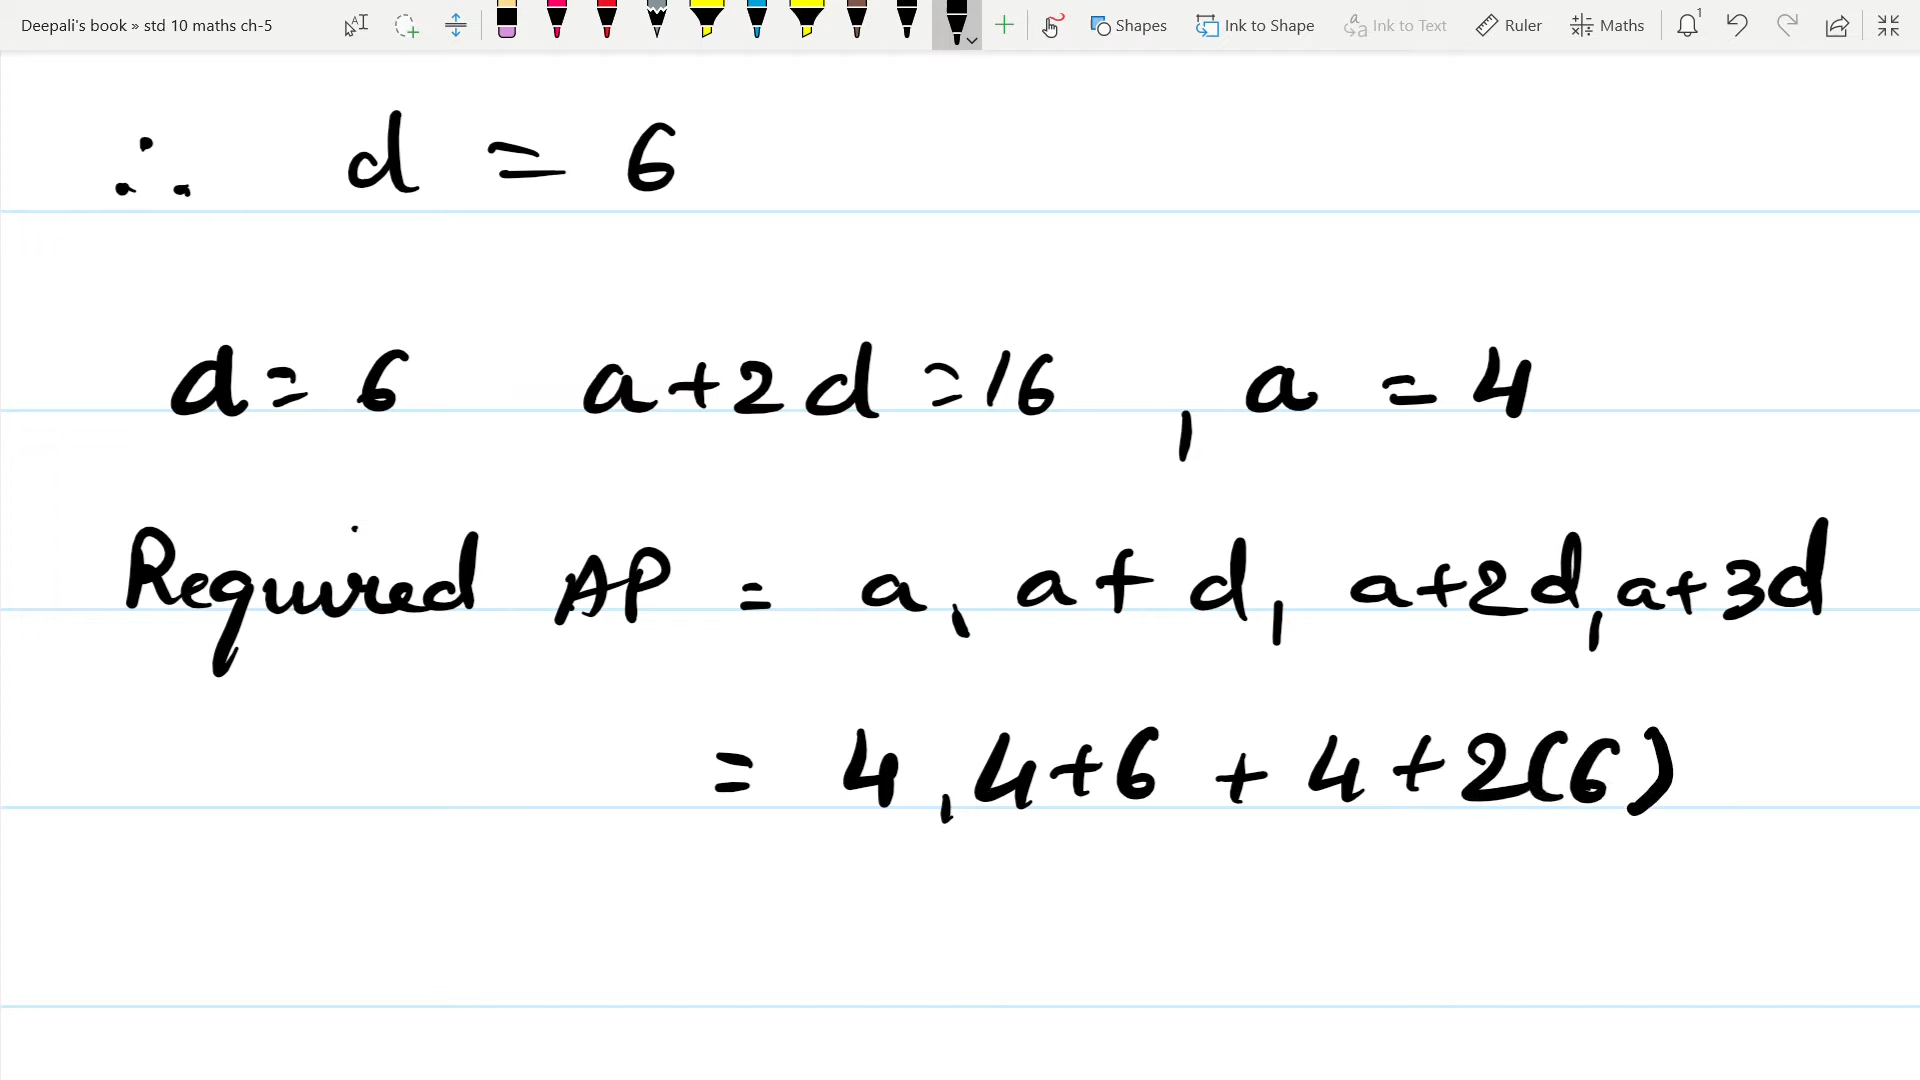 Deepali's book » std 10 maths ch-5 Shapes Ink to Shape Ink to Text Ruler Maths 1
∴ d = 6
d = 6 a+2d = 16 , a = 4
Required AP = a, a+d, a+2d, a+3d
= 4, 4+6 + 4+2(6)